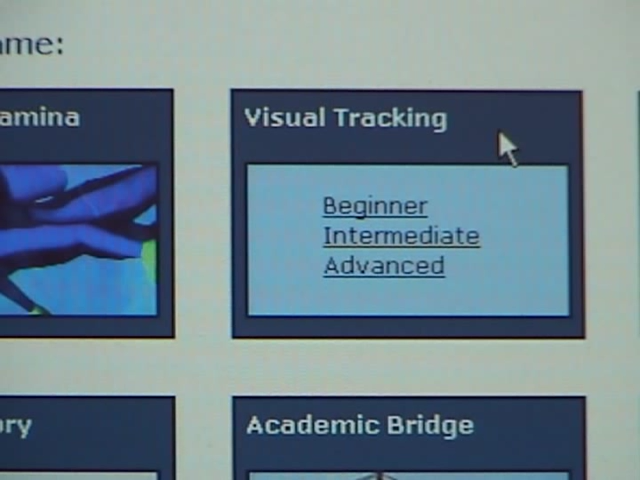 ame:
amina
Visual Tracking
Beginner
Intermediate
Advanced
ory
Academic Bridge